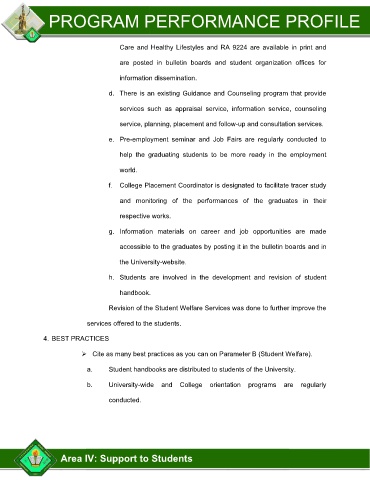 PROGRAM PERFORMANCE PROFILE
Care and Healthy Lifestyles and RA 9224 are available in print and
are posted in bulletin boards and student organization offices for
information dissemination.
d. There is an existing Guidance and Counseling program that provide
services such as appraisal service, information service, counseling
service, planning, placement and follow-up and consultation services.
e. Pre-employment seminar and Job Fairs are regularly conducted to
help the graduating students to be more ready in the employment
world.
f. College Placement Coordinator is designated to facilitate tracer study
and monitoring of the performances of the graduates in their
respective works.
g. Information materials on career and job opportunities are made
accessible to the graduates by posting it in the bulletin boards and in
the University-website.
h. Students are involved in the development and revision of student
handbook.
Revision of the Student Welfare Services was done to further improve the
services offered to the students.
4. BEST PRACTICES
➢ Cite as many best practices as you can on Parameter B (Student Welfare).
a. Student handbooks are distributed to students of the University.
b. University-wide and College orientation programs are regularly
conducted.
Area IV: Support to Students